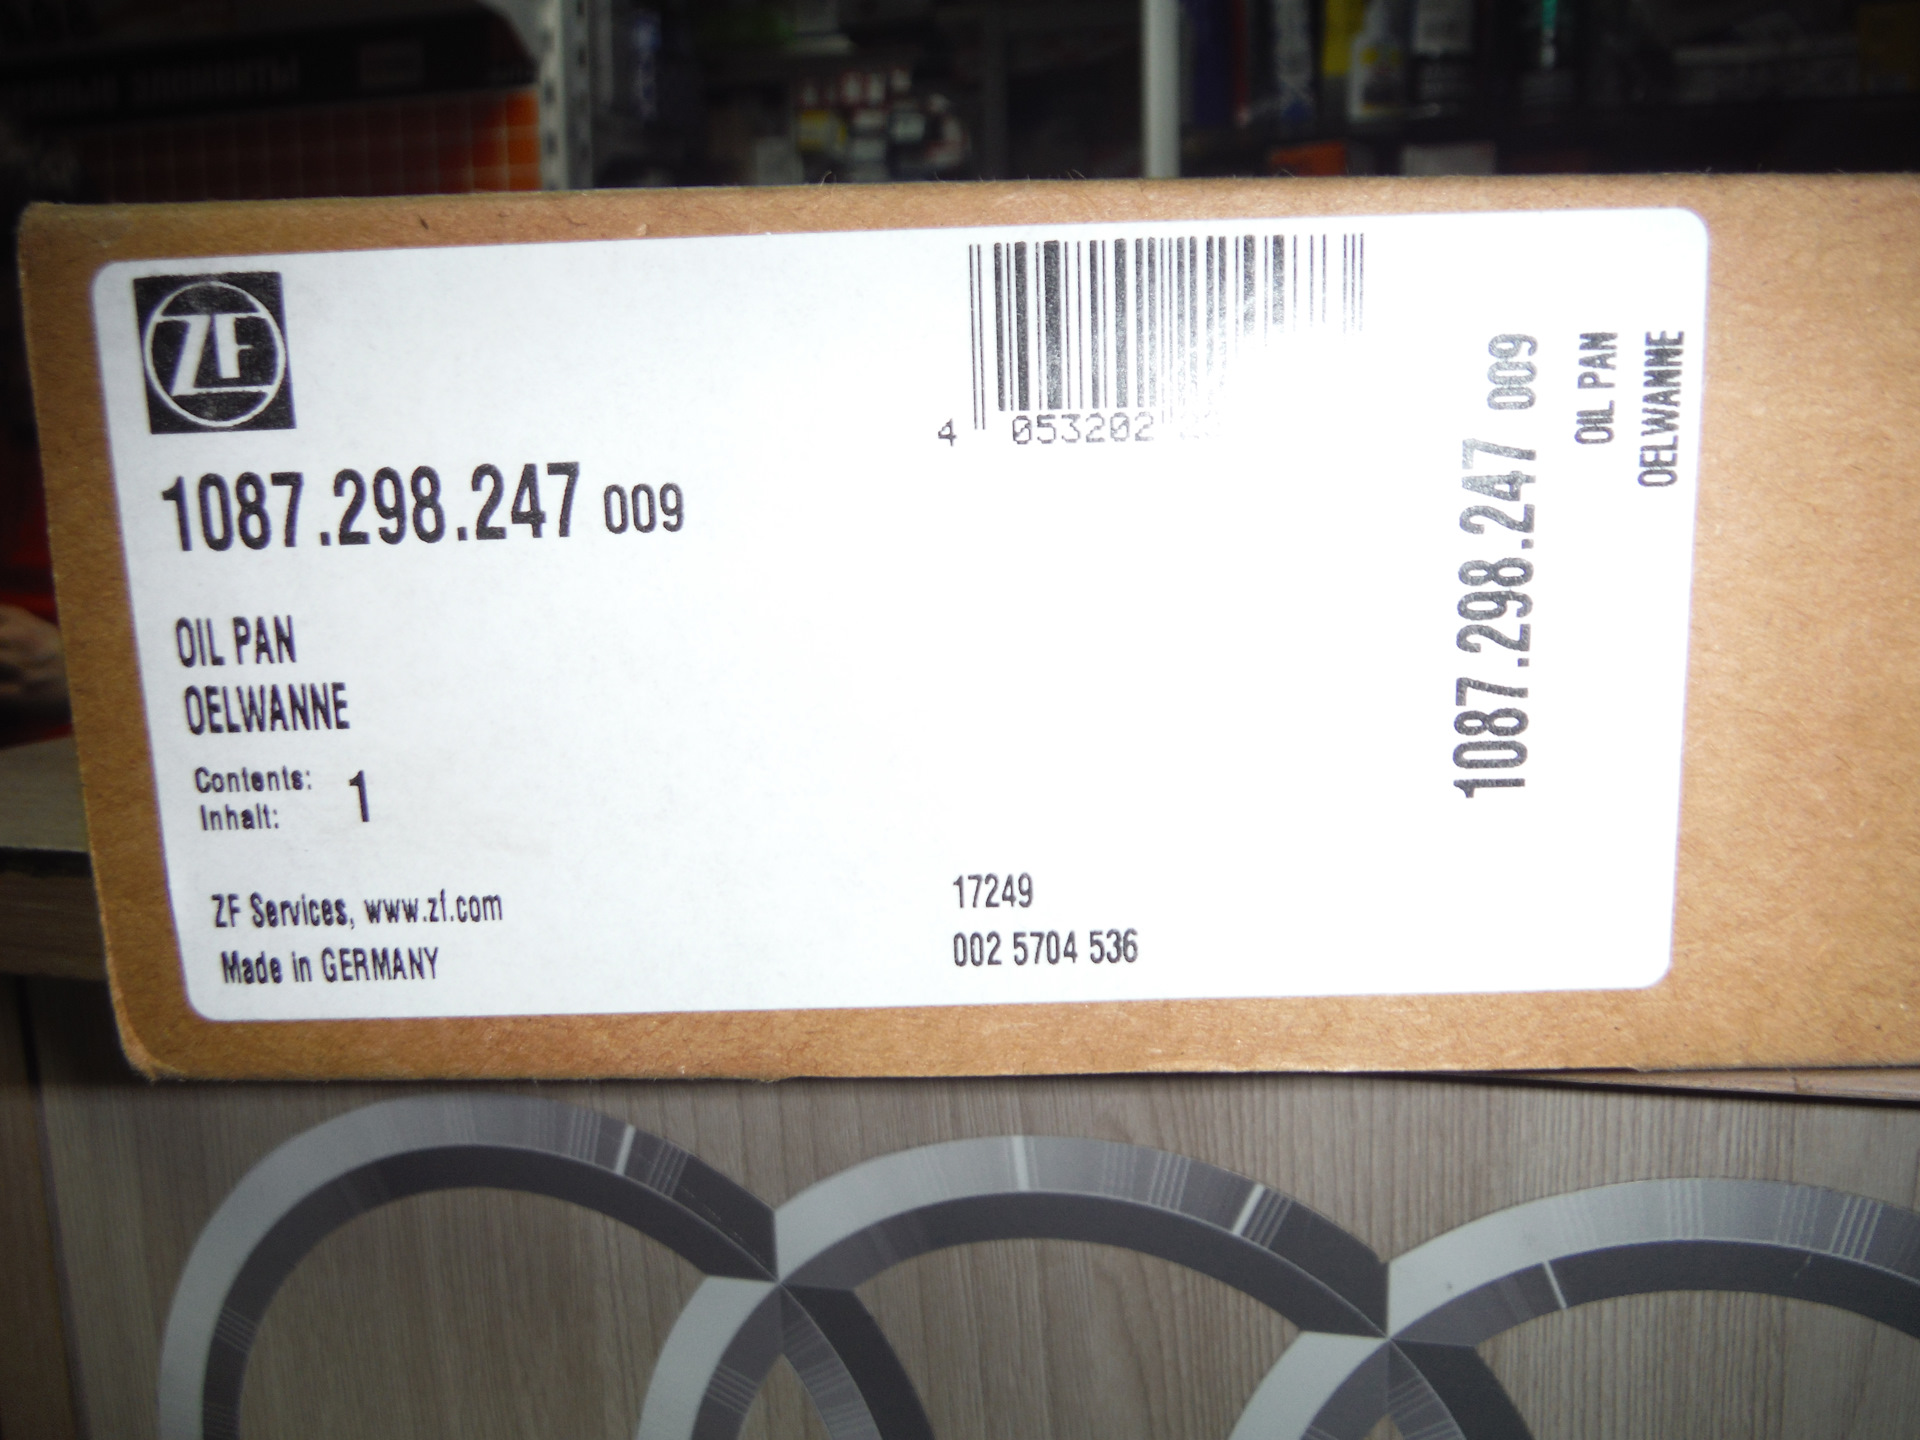 ZF
4 053202
1087.298.247 009
OIL PAN
OELWANNE
Contents: 1
Inhalt:
ZF Services, www.zf.com
Made in GERMANY
17249
002 5704 536
1087.298.247 009
OIL PAN
OELWANNE